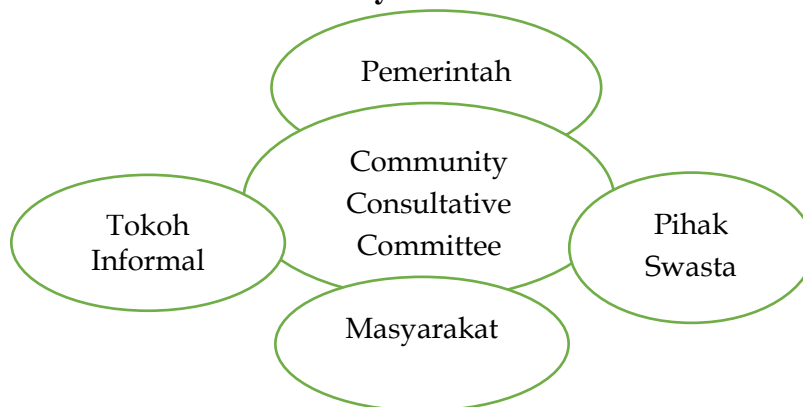 Pemerintah
Community
Consultative
Committee
Tokoh
Informal
Pihak
Swasta
Masyarakat